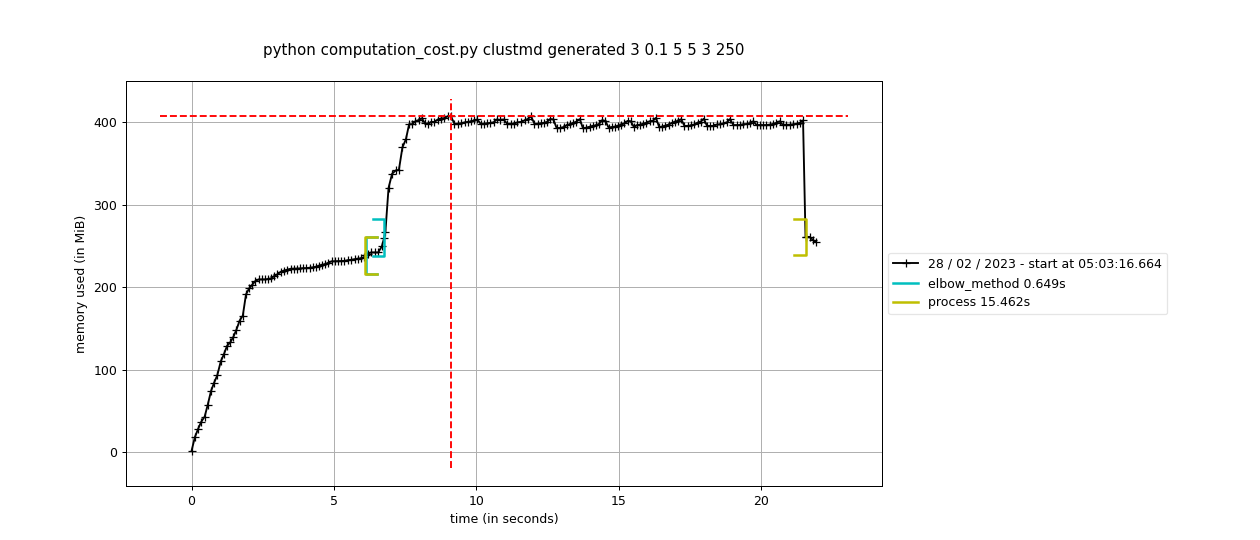 python computation_cost.py clustmd generated 3 0.1 5 5 3 250
memory used (in MiB)
400
300
200
100
0
0
5
10
15
20
time (in seconds)
28 / 02 / 2023 - start at 05:03:16.664
elbow_method 0.649s
process 15.462s